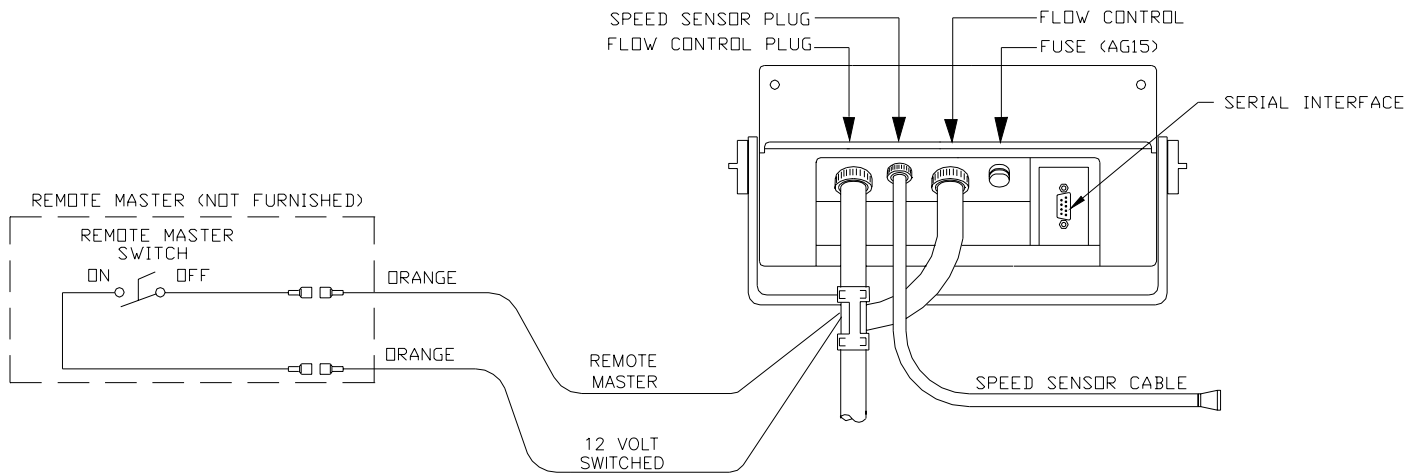 SPEED SENSOR PLUG
FLOW CONTROL PLUG
FLOW CONTROL
FUSE (AG15)
SERIAL INTERFACE
REMOTE MASTER (NOT FURNISHED)
REMOTE MASTER
SWITCH
ON OFF
ORANGE
ORANGE
REMOTE
MASTER
SPEED SENSOR CABLE
12 VOLT
SWITCHED